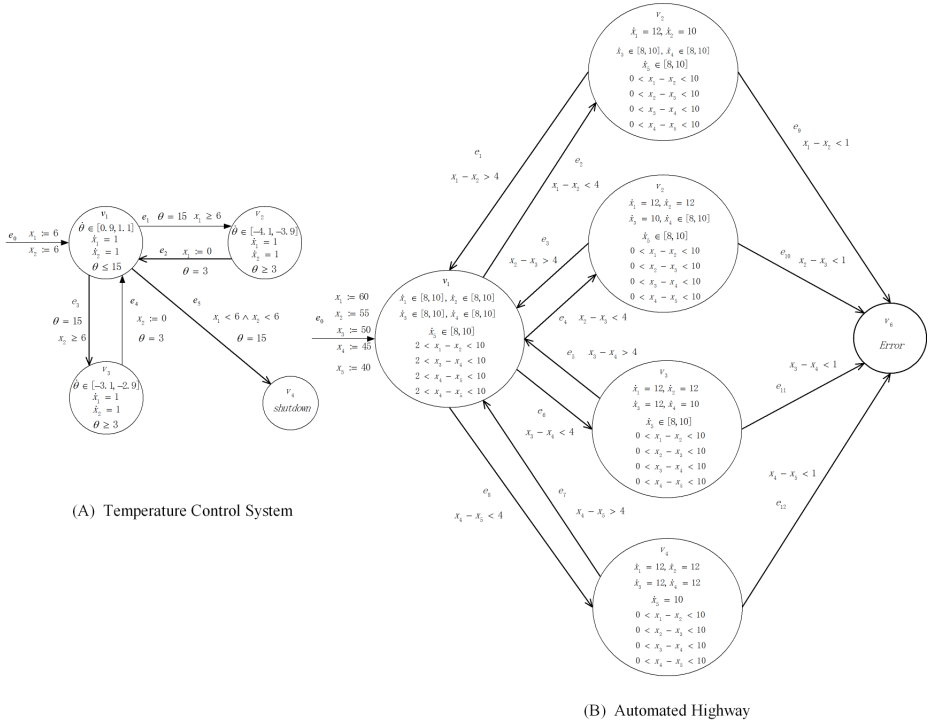 v₁
θ̇ ∈ [0.9, 1.1]
ẋ₁ = 1
ẋ₂ = 1
θ ≤ 15
e₀ x₁ := 6
x₂ := 6
e₁ θ = 15 x₁ ≥ 6
e₂ x₁ := 0
θ = 3
v₂
θ̇ ∈ [-4.1, -3.9]
ẋ₁ = 1
ẋ₂ = 1
θ ≥ 3
e₃
θ = 15
x₂ ≥ 6
e₄
x₂ := 0
θ = 3
e₅
x₁ < 6 ∧ x₂ < 6
θ = 15
v₃
θ̇ ∈ [-3.1, -2.9]
ẋ₁ = 1
ẋ₂ = 1
θ ≥ 3
v₄
shutdown
(A) Temperature Control System
v₂
ẋ₁ = 12, ẋ₂ = 10
ẋ₃ ∈ [8, 10], ẋ₄ ∈ [8, 10]
ẋ₅ ∈ [8, 10]
0 < x₁ − x₂ < 10
0 < x₂ − x₃ < 10
0 < x₃ − x₄ < 10
0 < x₄ − x₅ < 10
e₁
x₁ − x₂ > 4
e₂
x₁ − x₂ < 4
e₉
x₁ − x₂ < 1
v₂
ẋ₁ = 12, ẋ₂ = 12
ẋ₃ = 10, ẋ₄ ∈ [8, 10]
ẋ₅ ∈ [8, 10]
0 < x₁ − x₂ < 10
0 < x₂ − x₃ < 10
0 < x₃ − x₄ < 10
0 < x₄ − x₅ < 10
e₃
x₂ − x₃ > 4
e₄ x₂ − x₃ < 4
e₁₀ x₂ − x₃ < 1
x₁ := 60
x₂ := 55
e₀
x₃ := 50
x₄ := 45
x₅ := 40
v₁
ẋ₁ ∈ [8, 10], ẋ₂ ∈ [8, 10]
ẋ₃ ∈ [8, 10], ẋ₄ ∈ [8, 10]
ẋ₅ ∈ [8, 10]
2 < x₁ − x₂ < 10
2 < x₃ − x₄ < 10
2 < x₄ − x₅ < 10
2 < x₄ − x₅ < 10
v₆
Error
e₅ x₃ − x₄ > 4
e₆
x₃ − x₄ < 4
x₃ − x₄ < 1
e₁₁
v₃
ẋ₁ = 12, ẋ₂ = 12
ẋ₃ = 12, ẋ₄ = 10
ẋ₅ ∈ [8, 10]
0 < x₁ − x₂ < 10
0 < x₂ − x₃ < 10
0 < x₃ − x₄ < 10
0 < x₄ − x₅ < 10
e₈
x₄ − x₅ < 4
e₇
x₄ − x₅ > 4
x₄ − x₅ < 1
e₁₂
v₄
ẋ₁ = 12, ẋ₂ = 12
ẋ₃ = 12, ẋ₄ = 12
ẋ₅ = 10
0 < x₁ − x₂ < 10
0 < x₂ − x₃ < 10
0 < x₃ − x₄ < 10
0 < x₄ − x₅ < 10
(B) Automated Highway